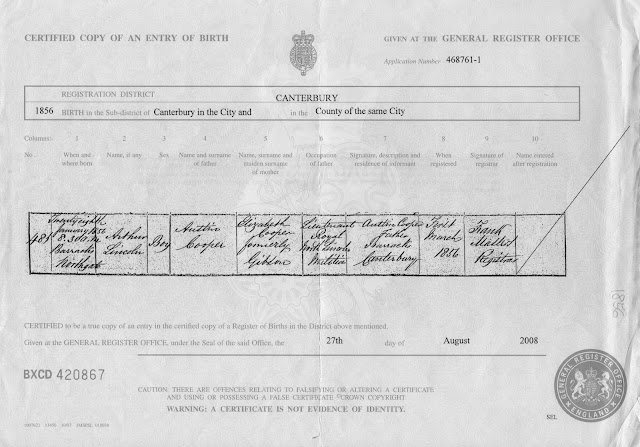 CERTIFIED COPY OF AN ENTRY OF BIRTH
GIVEN AT THE GENERAL REGISTER OFFICE
Application Number 468761-1
REGISTRATION DISTRICT CANTERBURY
1856 BIRTH in the Sub-district of Canterbury in the City and in the County of the same City
Columns:- 1 2 3 4 5 6 7 8 9 10
No. When and where born Name, if any Sex Name and surname of father Name, surname and maiden surname of mother Occupation of father Signature, description and residence of informant When registered Signature of registrar Name entered after registration
Twenty eighth Austin Elizabeth Lieutenant Austin Cooper First Frank
January 1856 Arthur Cooper Royal Father March
8.30 a.m. Lincoln Boy Cooper formerly North Lincoln Barracks 1856 Registrar
Barracks Gibson Militia Canterbury
Northgate
1856
CERTIFIED to be a true copy of an entry in the certified copy of a Register of Births in the District above mentioned.
Given at the GENERAL REGISTER OFFICE, under the Seal of the said Office, the 27th day of August 2008
BXCD 420867
CAUTION: THERE ARE OFFENCES RELATING TO FALSIFYING OR ALTERING A CERTIFICATE
AND USING OR POSSESSING A FALSE CERTIFICATE ©CROWN COPYRIGHT
WARNING: A CERTIFICATE IS NOT EVIDENCE OF IDENTITY.
GENERAL REGISTER OFFICE
ENGLAND